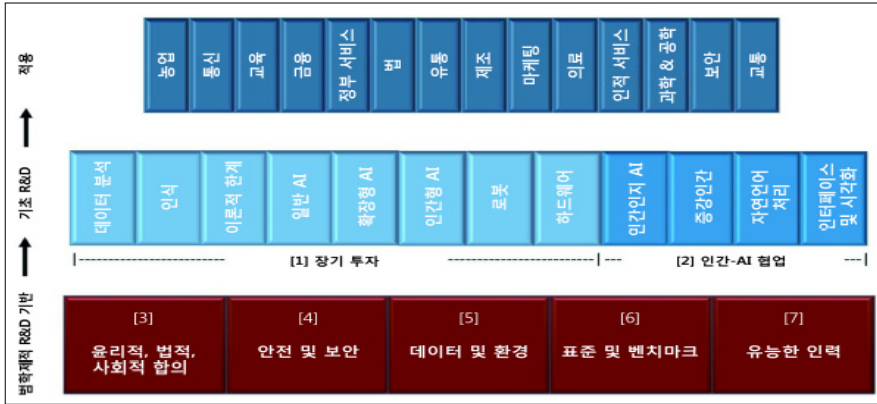 적용
농업
통신
교육
금융
정부 서비스
법
유통
제조
마케팅
의료
인적 서비스
과학 & 공학
보안
교통
기초 R&D
데이터 분석
인식
이론적 한계
일반 AI
확장형 AI
인간형 AI
로봇
하드웨어
인간인지 AI
증강인간
자연언어
처리
인터페이스
및 시각화
[1] 장기 투자
[2] 인간-AI 협업
범학제적 R&D 기반
[3]
윤리적, 법적,
사회적 합의
[4]
안전 및 보안
[5]
데이터 및 환경
[6]
표준 및 벤치마크
[7]
유능한 인력